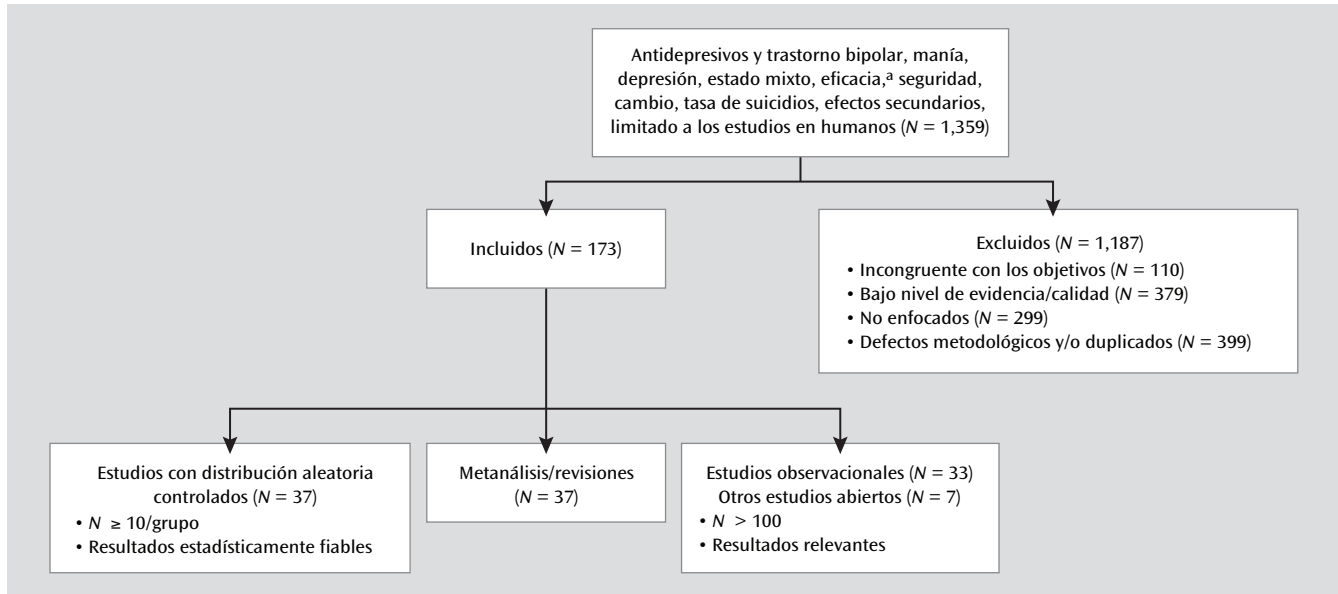 Antidepresivos y trastorno bipolar, manía,
depresión, estado mixto, eficacia,ª seguridad,
cambio, tasa de suicidios, efectos secundarios,
limitado a los estudios en humanos (N = 1,359)
Incluidos (N = 173)
Excluidos (N = 1,187)
• Incongruente con los objetivos (N = 110)
• Bajo nivel de evidencia/calidad (N = 379)
• No enfocados (N = 299)
• Defectos metodológicos y/o duplicados (N = 399)
Estudios con distribución aleatoria
controlados (N = 37)
• N ≥ 10/grupo
• Resultados estadísticamente fiables
Metanálisis/revisiones
(N = 37)
Estudios observacionales (N = 33)
Otros estudios abiertos (N = 7)
• N > 100
• Resultados relevantes